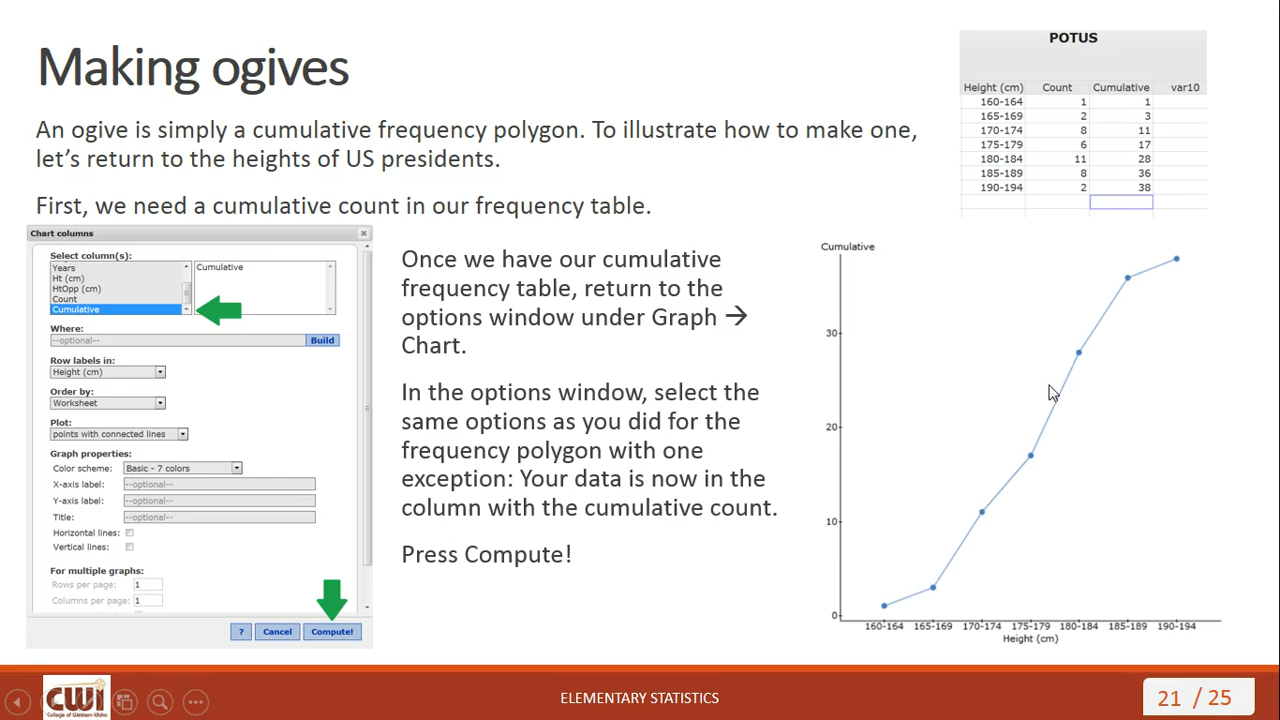 Making ogives
An ogive is simply a cumulative frequency polygon. To illustrate how to make one,
let's return to the heights of US presidents.
First, we need a cumulative count in our frequency table.
POTUS
Height (cm) Count Cumulative var10
160-164 1 1
165-169 2 3
170-174 8 11
175-179 6 17
180-184 11 28
185-189 8 36
190-194 2 38
Chart columns
Select column(s):
Years
Ht (cm)
HtOpp (cm)
Count
Cumulative
Cumulative
Where:
--optional-- Build
Row labels in:
Height (cm)
Order by:
Worksheet
Plot:
points with connected lines
Graph properties:
Color scheme: Basic - 7 colors
X-axis label: --optional--
Y-axis label: --optional--
Title: --optional--
Horizontal lines:
Vertical lines:
For multiple graphs:
Rows per page: 1
Columns per page: 1
? Cancel Compute!
Once we have our cumulative
frequency table, return to the
options window under Graph →
Chart.
In the options window, select the
same options as you did for the
frequency polygon with one
exception: Your data is now in the
column with the cumulative count.
Press Compute!
Cumulative
30
20
10
0
160-164 165-169 170-174 175-179 180-184 185-189 190-194
Height (cm)
CWI
College of Western Idaho
ELEMENTARY STATISTICS
21 / 25